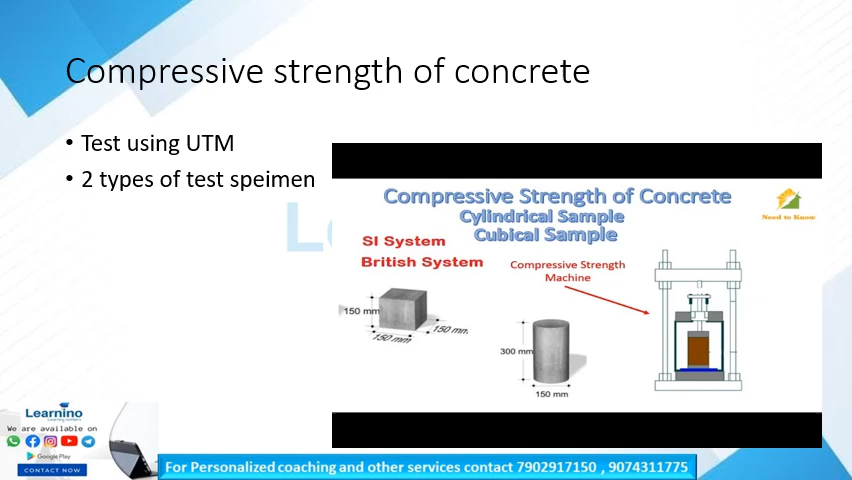 Compressive strength of concrete
• Test using UTM
• 2 types of test speimen
Compressive Strength of Concrete
Cylindrical Sample
Cubical Sample
Need to Know
SI System
British System
Compressive Strength
Machine
150 mm
150 mm
150 mm
300 mm
150 mm
Learnino
We are available on
Google Play
CONTACT NOW
For Personalized coaching and other services contact 7902917150 , 9074311775